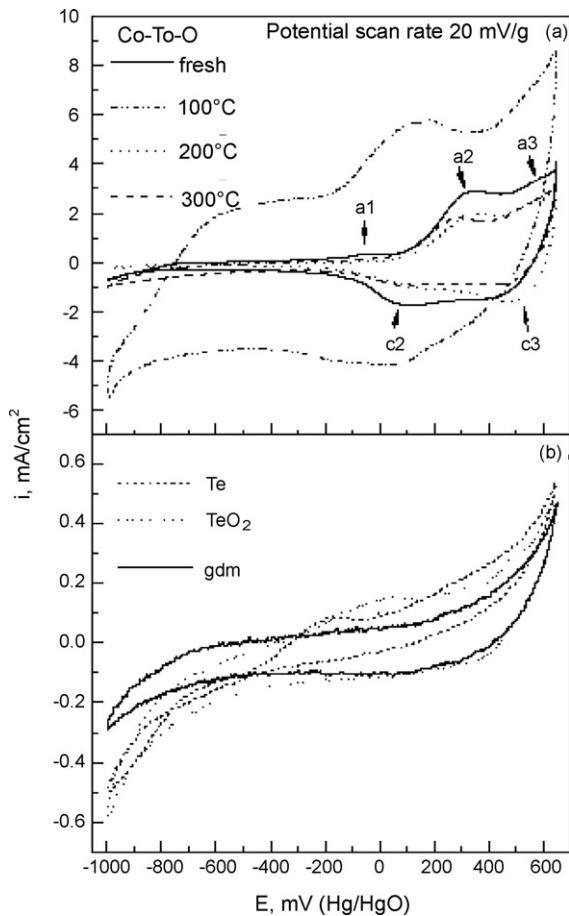 Co-To-O
Potential scan rate 20 mV/g
(a)
fresh
100°C
200°C
300°C
a1
a2
a3
c2
c3
10
8
6
4
2
0
-2
-4
-6
i, mA/cm²
(b)
Te
TeO₂
gdm
0.6
0.4
0.2
0.0
-0.2
-0.4
-0.6
-1000 -800 -600 -400 -200 0 200 400 600
E, mV (Hg/HgO)